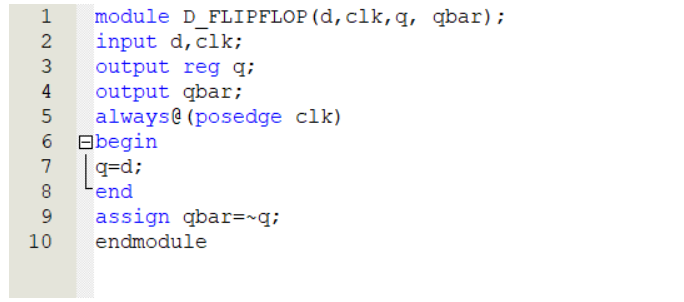 1 module D_FLIPFLOP(d,clk,q, qbar);
2 input d,clk;
3 output reg q;
4 output qbar;
5 always@(posedge clk)
6 begin
7 q=d;
8 end
9 assign qbar=~q;
10 endmodule